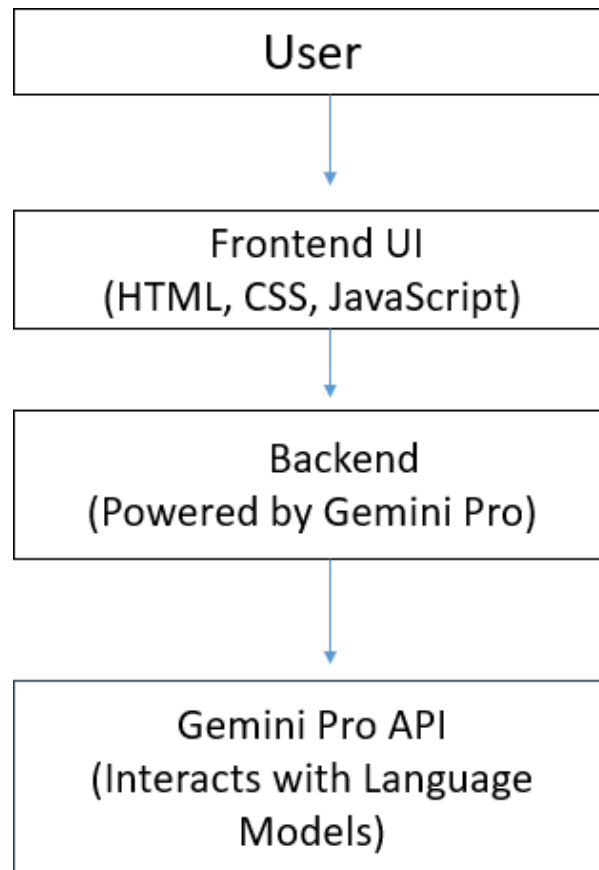 User
Frontend UI
(HTML, CSS, JavaScript)
Backend
(Powered by Gemini Pro)
Gemini Pro API
(Interacts with Language
Models)